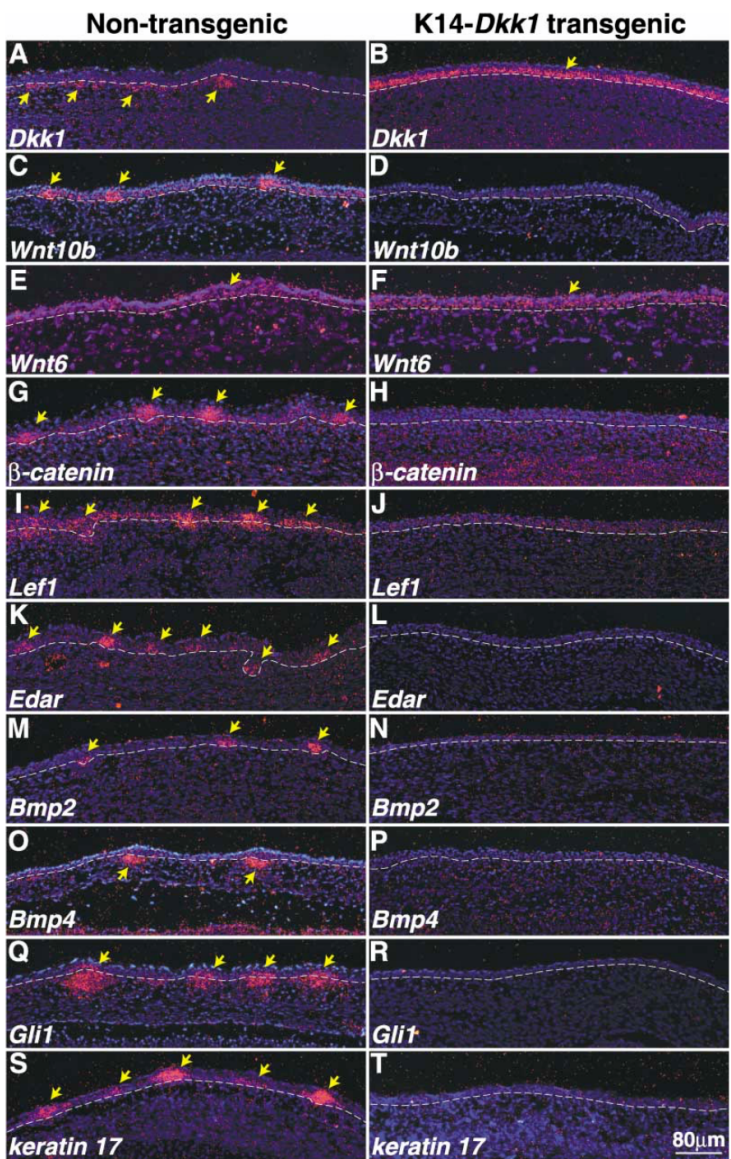 Non-transgenic K14-Dkk1 transgenic
A B
Dkk1 Dkk1
C D
Wnt10b Wnt10b
E F
Wnt6 Wnt6
G H
β-catenin β-catenin
I J
Lef1 Lef1
K L
Edar Edar
M N
Bmp2 Bmp2
O P
Bmp4 Bmp4
Q R
Gli1 Gli1
S T
keratin 17 keratin 17 80μm